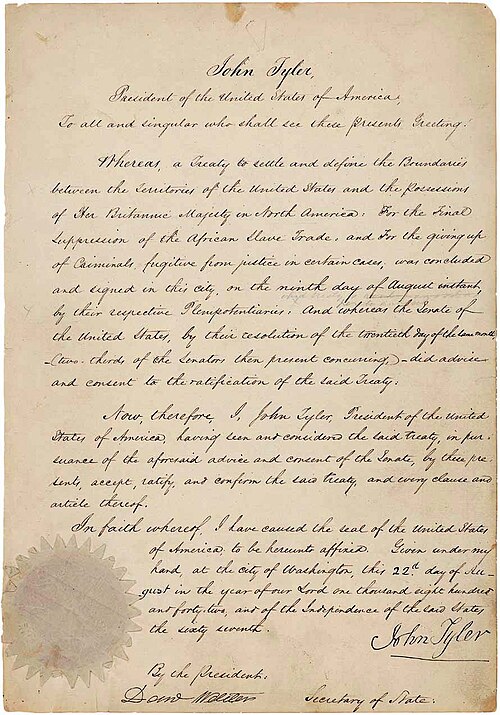 John Tyler,
President of the United States of America,
To all and singular who shall see these Presents, Greeting:
Whereas, a Treaty to settle and define the Boundaries
between the Territories of the United States and the possessions
of Her Britannic Majesty in North America: For the Final
Suppression of the African Slave Trade: and For the giving up
of Criminals, fugitive from justice in certain cases, was concluded
and signed in this city, on the ninth day of August instant,
by their respective Plenipotentiaries: And whereas the Senate of
the United States, by their resolution of the twentieth day of the same month
(two-thirds of the Senators then present concurring,) did advise
and consent to the ratification of the said Treaty:
Now, therefore, I, John Tyler, President of the United
States of America, having seen and considered the said treaty, in pur-
suance of the aforesaid advice and consent of the Senate, by these pre-
sents, accept, ratify, and confirm the said treaty, and every clause and
article thereof.
In faith whereof, I have caused the seal of the United States
of America, to be hereunto affixed. Given under my
hand, at the city of Washington, this 22d day of Au-
gust in the year of our Lord one thousand eight hundred
and forty-two, and of the Independence of the said States
the sixty seventh.
John Tyler
By the President:
Danl Webster
Secretary of State.